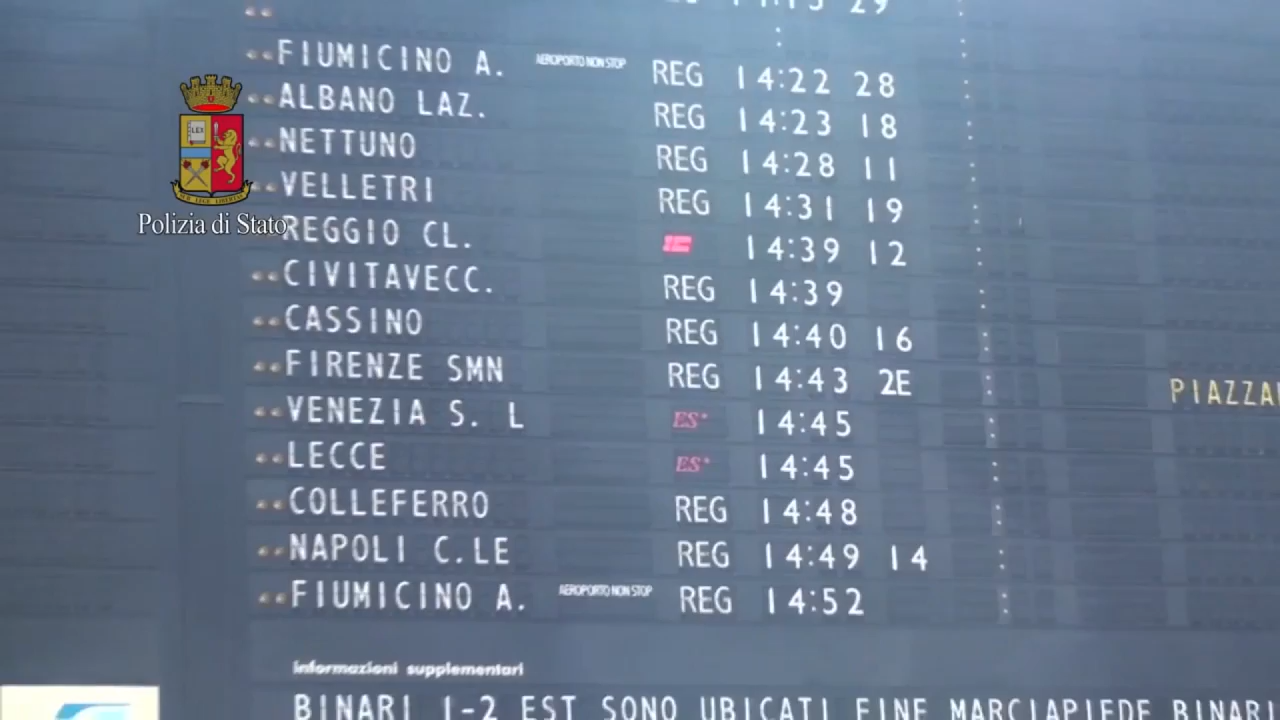 FIUMICINO A. AEROPORTO NON STOP REG 14:22 28
ALBANO LAZ. REG 14:23 18
NETTUNO REG 14:28 11
VELLETRI REG 14:31 19
REGGIO CL. 14:39 12
CIVITAVECC. REG 14:39
CASSINO REG 14:40 16
FIRENZE SMN REG 14:43 2E
VENEZIA S. L ES* 14:45
LECCE ES* 14:45
COLLEFERRO REG 14:48
NAPOLI C.LE REG 14:49 14
FIUMICINO A. AEROPORTO NON STOP REG 14:52
informazioni supplementari
BINARI 1-2 EST SONO UBICATI FINE MARCIAPIEDE BINARI
LEX
Polizia di Stato